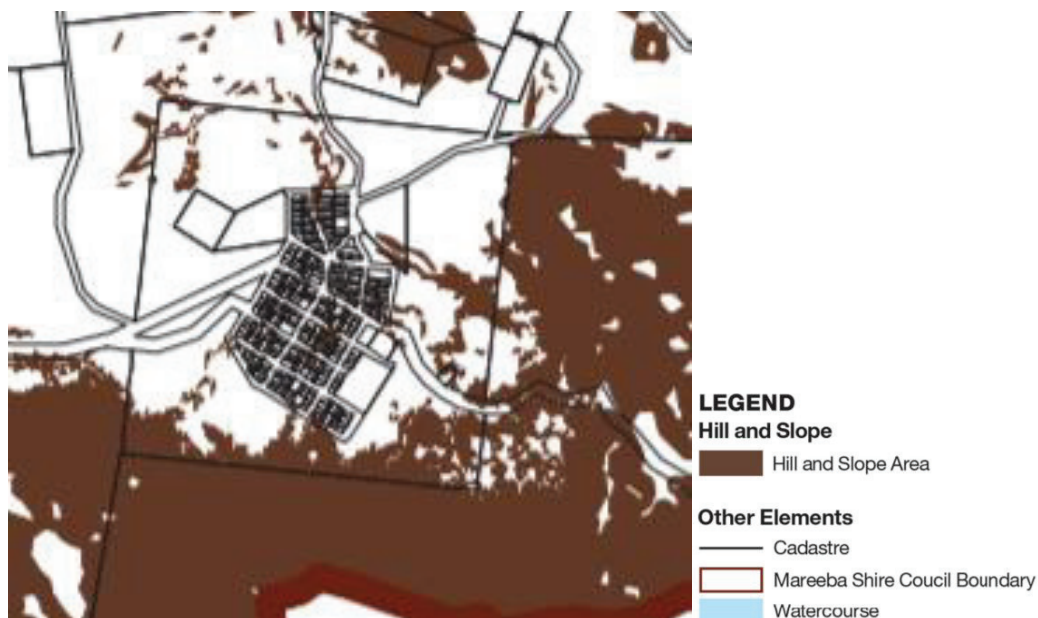 LEGEND
Hill and Slope
Hill and Slope Area
Other Elements
Cadastre
Mareeba Shire Coucil Boundary
Watercourse